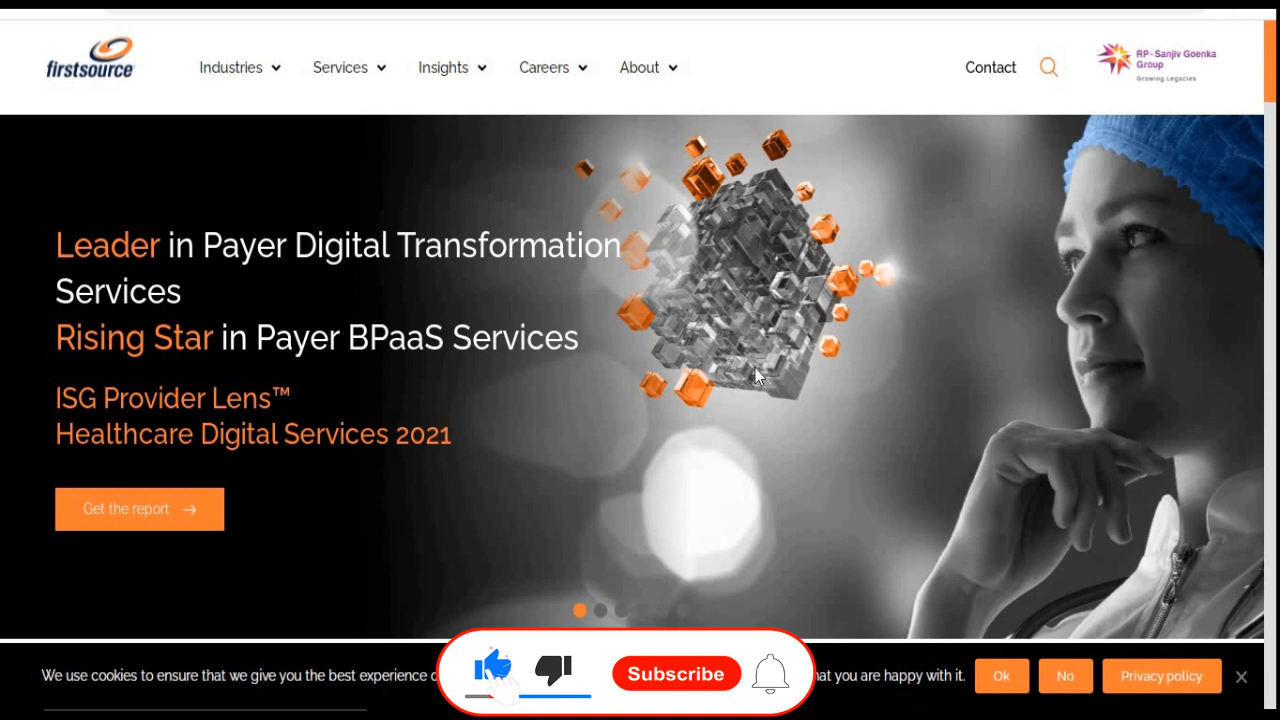 firstsource
Industries
Services
Insights
Careers
About
Contact
RP-Sanjiv Goenka
Group
Growing Legacies
Leader in Payer Digital Transformation
Services
Rising Star in Payer BPaaS Services
ISG Provider Lens™
Healthcare Digital Services 2021
Get the report
We use cookies to ensure that we give you the best experience
Subscribe
you are happy with it.
Ok
No
Privacy policy